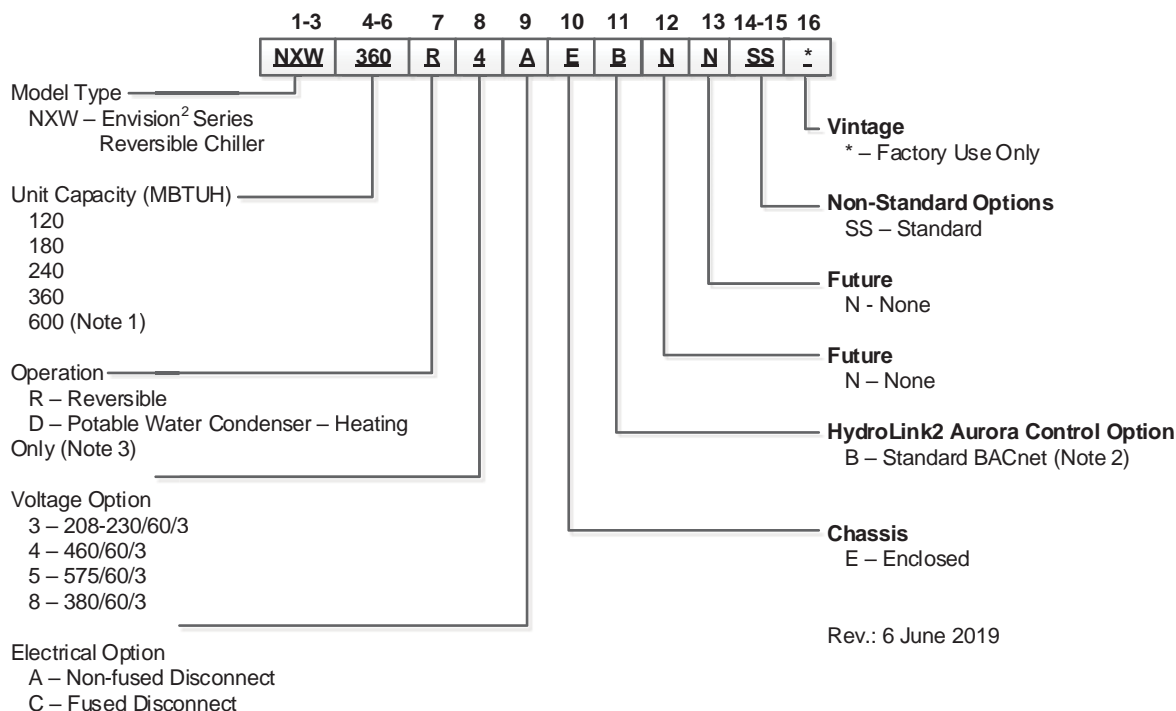 1-3 4-6 7 8 9 10 11 12 13 14-15 16
NXW 360 R 4 A E B N N SS *
Model Type
NXW – Envision² Series
Reversible Chiller
Unit Capacity (MBTUH)
120
180
240
360
600 (Note 1)
Operation
R – Reversible
D – Potable Water Condenser – Heating
Only (Note 3)
Voltage Option
3 – 208-230/60/3
4 – 460/60/3
5 – 575/60/3
8 – 380/60/3
Electrical Option
A – Non-fused Disconnect
C – Fused Disconnect
Vintage
* – Factory Use Only
Non-Standard Options
SS – Standard
Future
N - None
Future
N – None
HydroLink2 Aurora Control Option
B – Standard BACnet (Note 2)
Chassis
E – Enclosed
Rev.: 6 June 2019